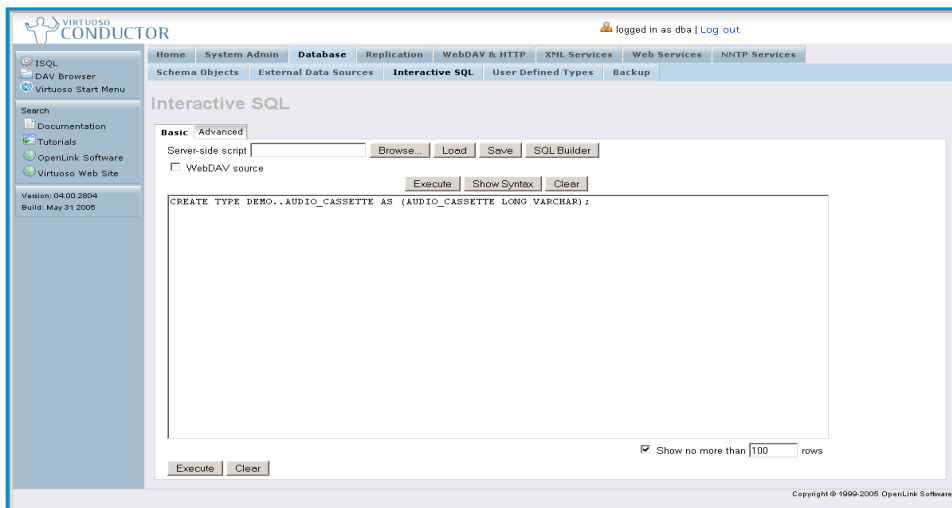 VIRTUOSO
CONDUCTOR
logged in as dba | Log out
ISQL
DAV Browser
Virtuoso Start Menu
Search
Documentation
Tutorials
OpenLink Software
Virtuoso Web Site
Version: 04.00.2804
Build: May 31 2005
Home System Admin Database Replication WebDAV & HTTP XML Services Web Services NNTP Services
Schema Objects External Data Sources Interactive SQL User Defined Types Backup
Interactive SQL
Basic Advanced
Server-side script Browse... Load Save SQL Builder
WebDAV source
Execute Show Syntax Clear
CREATE TYPE DEMO..AUDIO_CASSETTE AS (AUDIO_CASSETTE LONG VARCHAR);
Show no more than 100 rows
Execute Clear
Copyright © 1999-2005 OpenLink Software